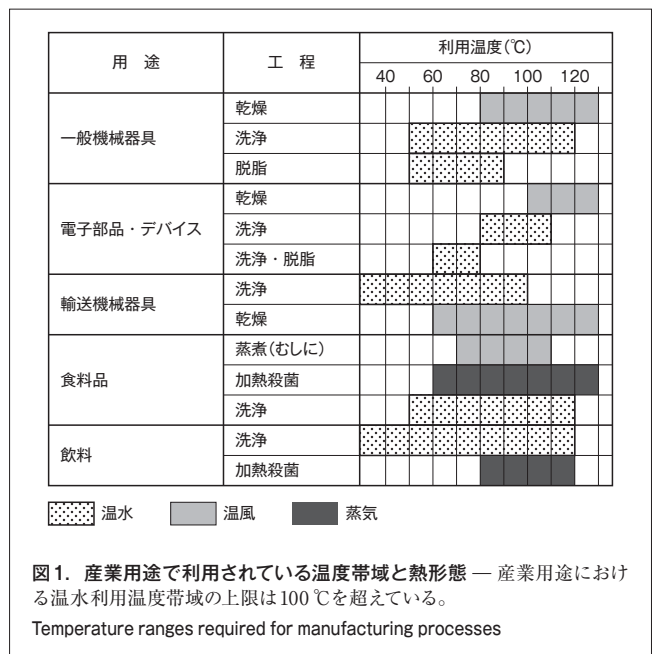 用 途 工 程 利用温度(℃)
40 60 80 100 120
一般機械器具 乾燥
洗浄
脱脂
電子部品・デバイス 乾燥
洗浄
洗浄・脱脂
輸送機械器具 洗浄
乾燥
食料品 蒸煮(むしに)
加熱殺菌
洗浄
飲料 洗浄
加熱殺菌
温水 温風 蒸気
図1. 産業用途で利用されている温度帯域と熱形態 — 産業用途におけ
る温水利用温度帯域の上限は100 ℃を超えている。
Temperature ranges required for manufacturing processes